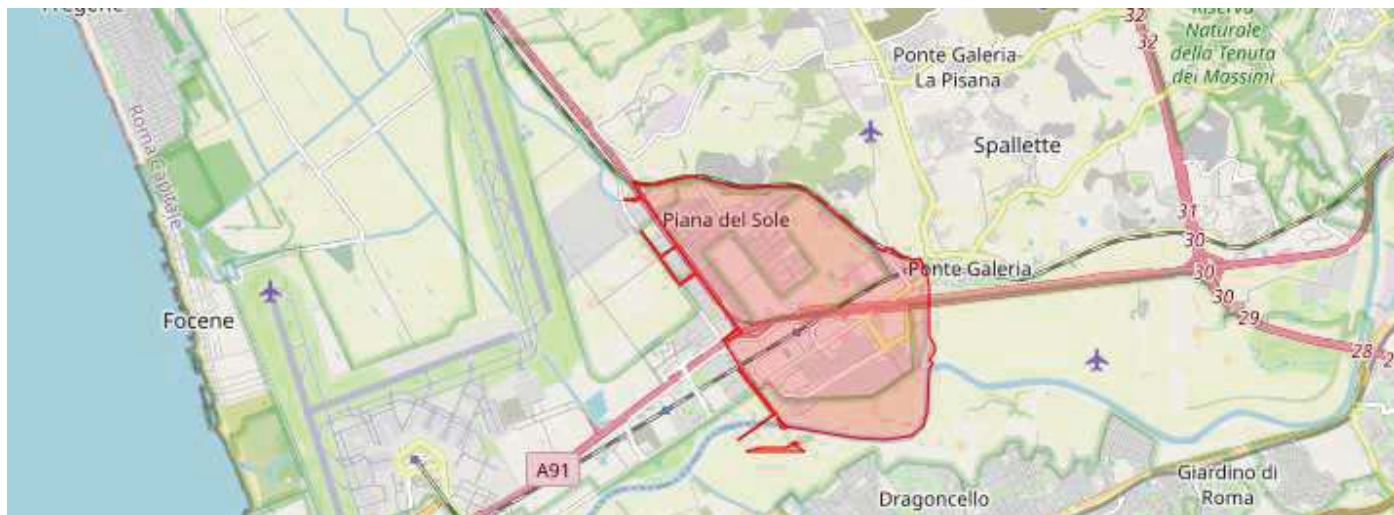 Fregene
32
32
Riserva
Naturale
della Tenuta
dei Massimi
Ponte Galeria-
La Pisana
Spallette
Roma Capitale
Piana del Sole
31
30
Ponte Galeria
30
30
29
28
Focene
A91
Dragoncello
Giardino di
Roma